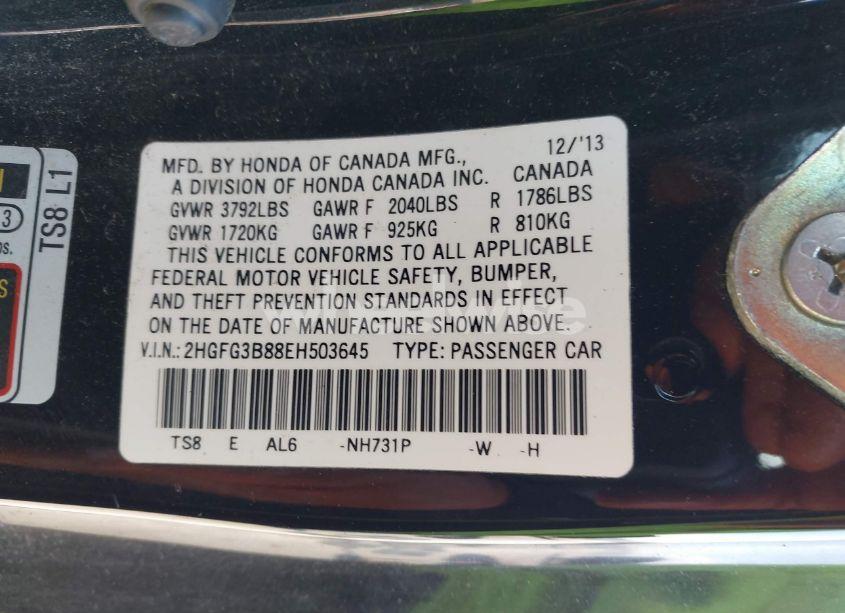 12/'13
MFD. BY HONDA OF CANADA MFG.,
A DIVISION OF HONDA CANADA INC. CANADA
GVWR 3792LBS GAWR F 2040LBS R 1786LBS
GVWR 1720KG GAWR F 925KG R 810KG
THIS VEHICLE CONFORMS TO ALL APPLICABLE
FEDERAL MOTOR VEHICLE SAFETY, BUMPER,
AND THEFT PREVENTION STANDARDS IN EFFECT
ON THE DATE OF MANUFACTURE SHOWN ABOVE.
V.I.N.: 2HGFG3B88EH503645 TYPE: PASSENGER CAR
TS8 E AL6 -NH731P -W -H
TS8 L1
3
os.
S